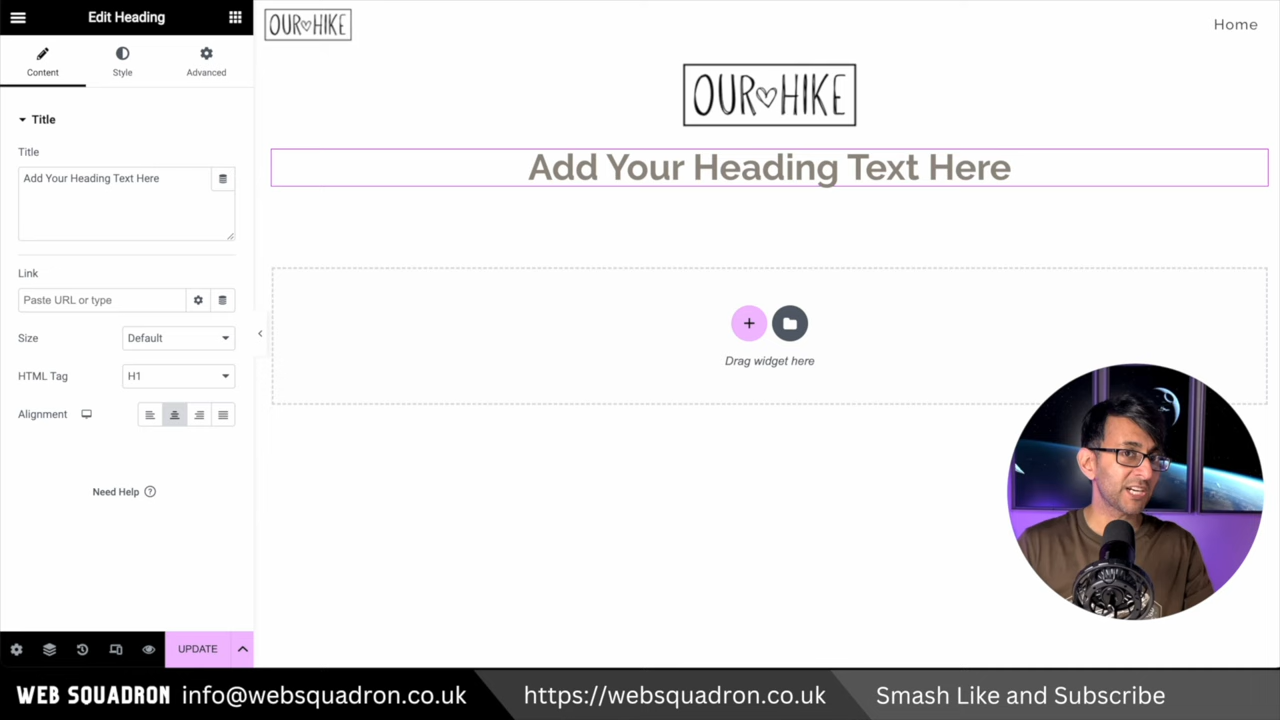 Edit Heading
Content
Style
Advanced
Title
Title
Add Your Heading Text Here
Link
Paste URL or type
Size
Default
HTML Tag
H1
Alignment
Need Help
UPDATE
OUR HIKE
Home
OUR HIKE
Add Your Heading Text Here
Drag widget here
WEB SQUADRON info@websquadron.co.uk https://websquadron.co.uk Smash Like and Subscribe